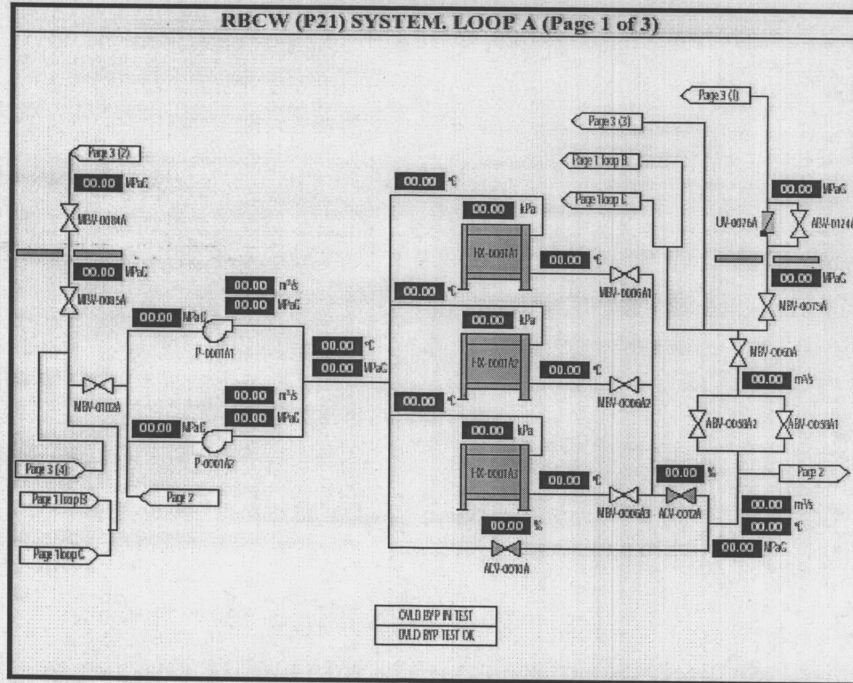 RBCW (P21) SYSTEM. LOOP A (Page 1 of 3)
Page 3 (1)
Page 3 (3)
Page 3 (2)
Page 1 loop B
Page 1 loop C
00.00 MPaG
MBV-0084A
00.00 MPaG
MBV-0085A
00.00 °C
00.00 kPa
HX-0001A1
00.00 °C
00.00 MPaG
UV-0076A
ABV-0124A
00.00 MPaG
MBV-0075A
00.00 MPaG
00.00 m³/s
00.00 MPaG
P-0001A1
00.00 °C
MBV-0006A1
00.00 kPa
HX-0001A2
00.00 °C
00.00 °C
00.00 MPaG
MBV-0060A
00.00 m³/s
MBV-0102A
00.00 m³/s
00.00 MPaG
00.00 MPaG
P-0001A2
00.00 °C
MBV-0006A2
ABV-0058A2
ABV-0058A1
00.00 kPa
HX-0001A3
00.00 °C
MBV-0006A3
00.00 %
ACV-0012A
Page 3 (4)
Page 1 loop B
Page 2
Page 1 loop C
Page 2
00.00 m³/s
00.00 °C
00.00 MPaG
00.00 %
ACV-0010A
OVLD BYP IN TEST
OVLD BYP TEST OK